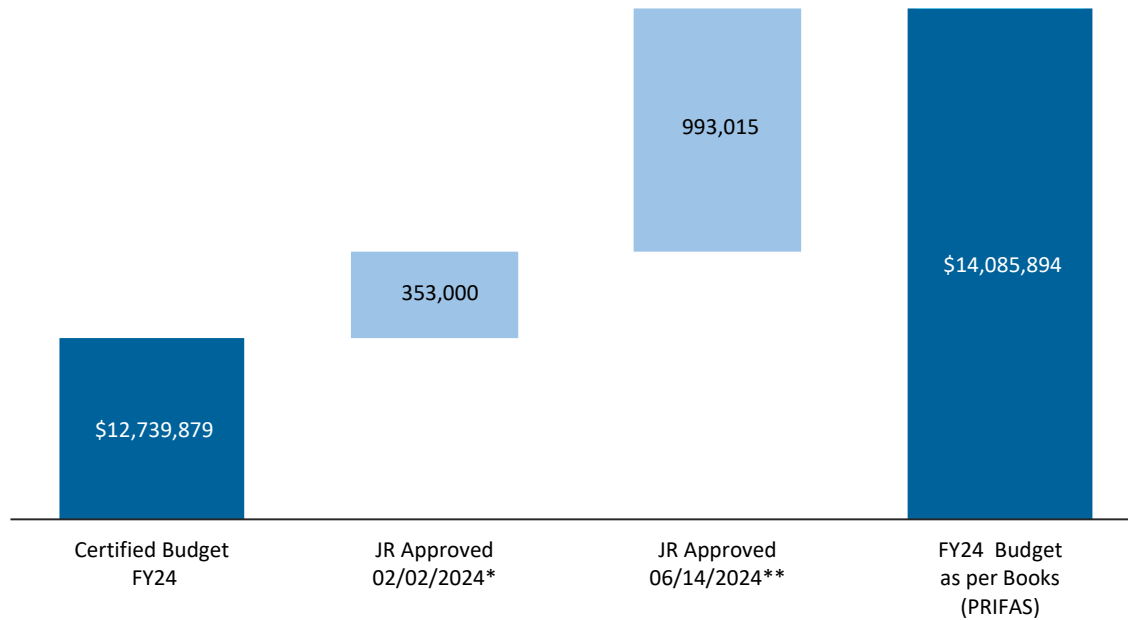 993,015
353,000
$14,085,894
$12,739,879
Certified Budget
FY24
JR Approved
02/02/2024*
JR Approved
06/14/2024**
FY24 Budget
as per Books
(PRIFAS)